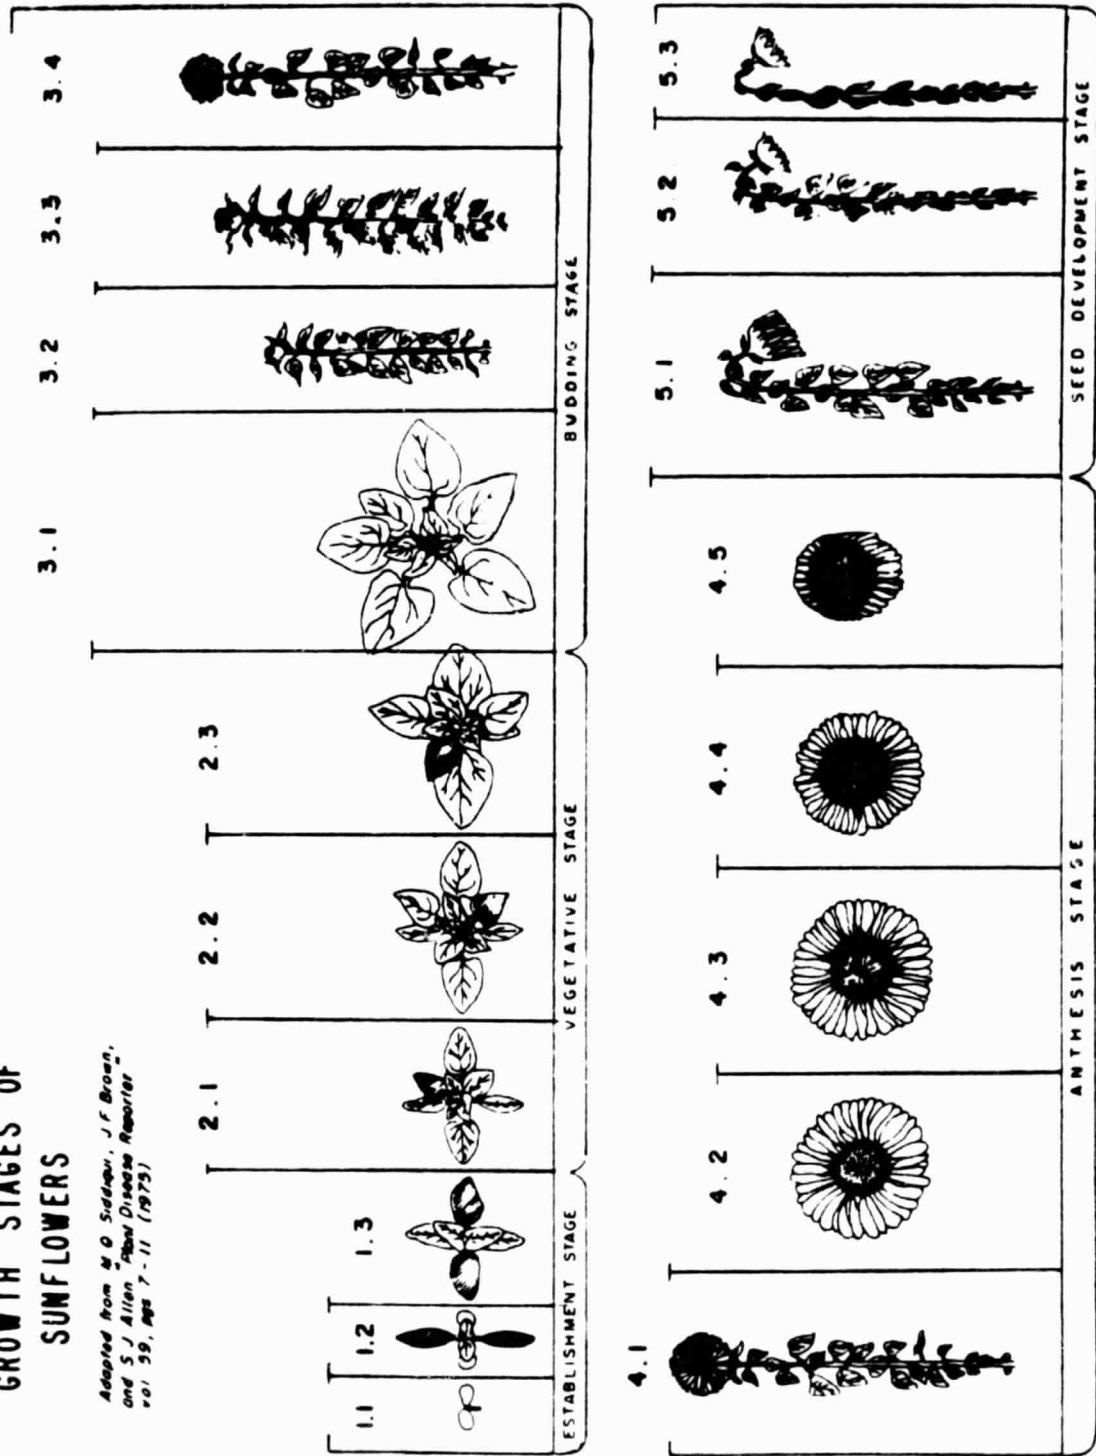 GROWTH STAGES OF
SUNFLOWERS
Adapted from M Q Siddiqui, J F Brown,
and S J Allen "Plant Disease Reporter"
vol 59, pgs 7-11 (1975)
1.1
1.2
1.3
ESTABLISHMENT STAGE
2.1
2.2
2.3
VEGETATIVE STAGE
3.1
3.2
3.3
3.4
BUDDING STAGE
4.1
4.2
4.3
4.4
4.5
ANTHESIS STAGE
5.1
5.2
5.3
SEED DEVELOPMENT STAGE